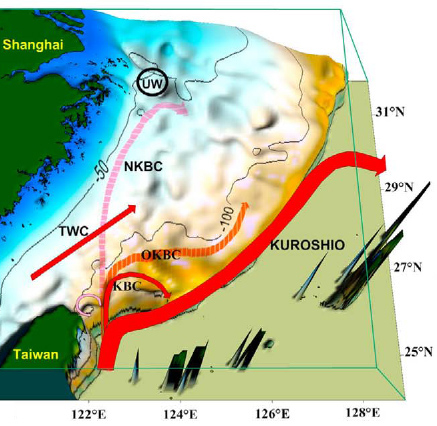 Shanghai
UW
31°N
-50
NKBC
29°N
TWC
-100
KUROSHIO
OKBC
27°N
KBC
Taiwan
25°N
122°E
124°E
126°E
128°E